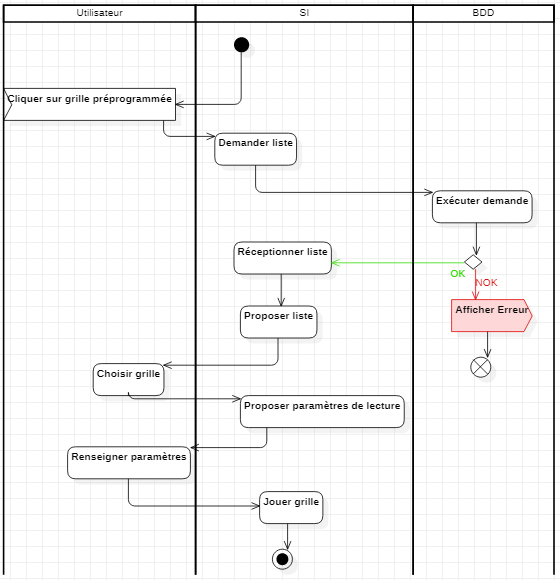 Utilisateur
SI
BDD
Cliquer sur grille préprogrammée
Demander liste
Exécuter demande
Réceptionner liste
OK
NOK
Afficher Erreur
Proposer liste
Choisir grille
Proposer paramètres de lecture
Renseigner paramètres
Jouer grille